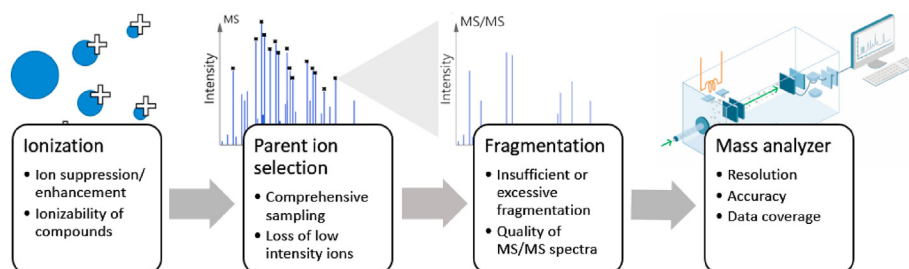 MS
Intensity
MS/MS
Intensity
Ionization
• Ion suppression/
enhancement
• Ionizability of
compounds
Parent ion
selection
• Comprehensive
sampling
• Loss of low
intensity ions
Fragmentation
• Insufficient or
excessive
fragmentation
• Quality of
MS/MS spectra
Mass analyzer
• Resolution
• Accuracy
• Data coverage